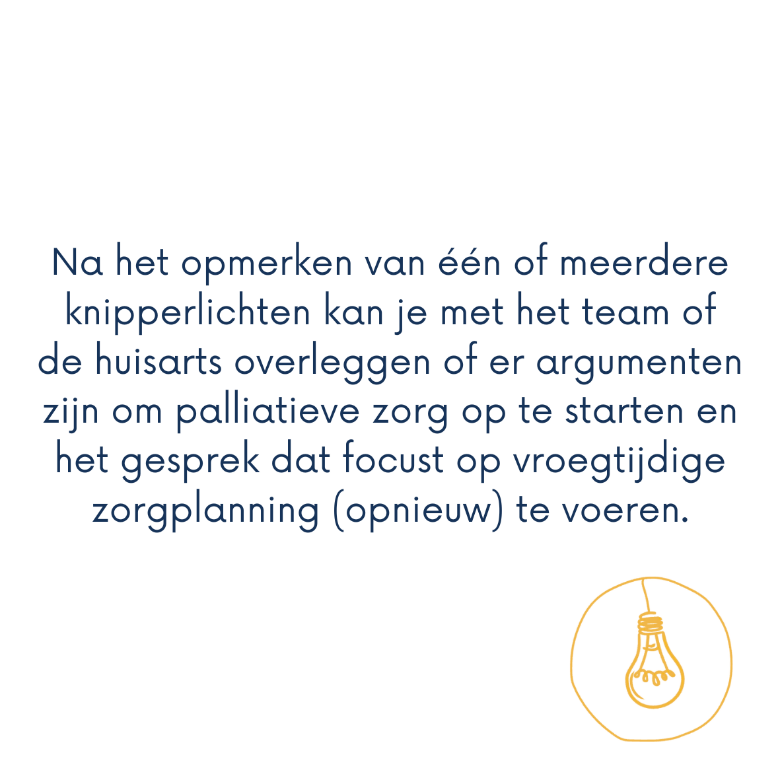 Na het opmerken van één of meerdere
knipperlichten kan je met het team of
de huisarts overleggen of er argumenten
zijn om palliatieve zorg op te starten en
het gesprek dat focust op vroegtijdige
zorgplanning (opnieuw) te voeren.